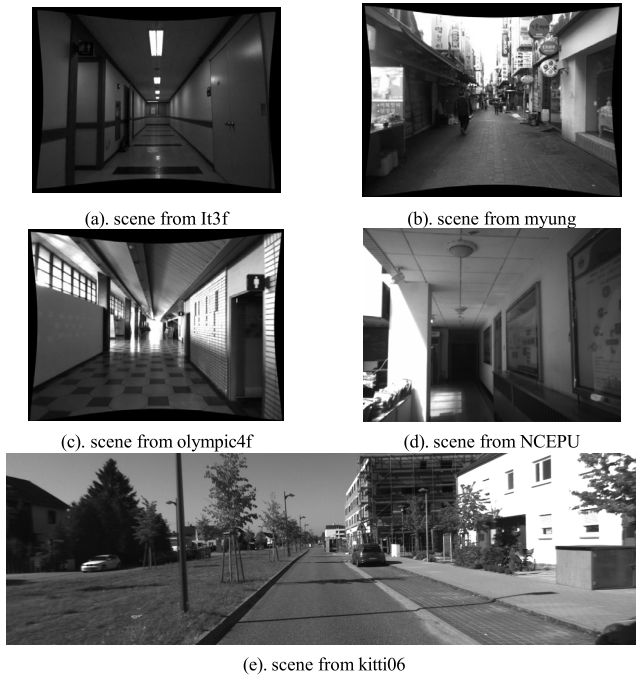 (a). scene from It3f
(b). scene from myung
(c). scene from olympic4f
(d). scene from NCEPU
(e). scene from kitti06